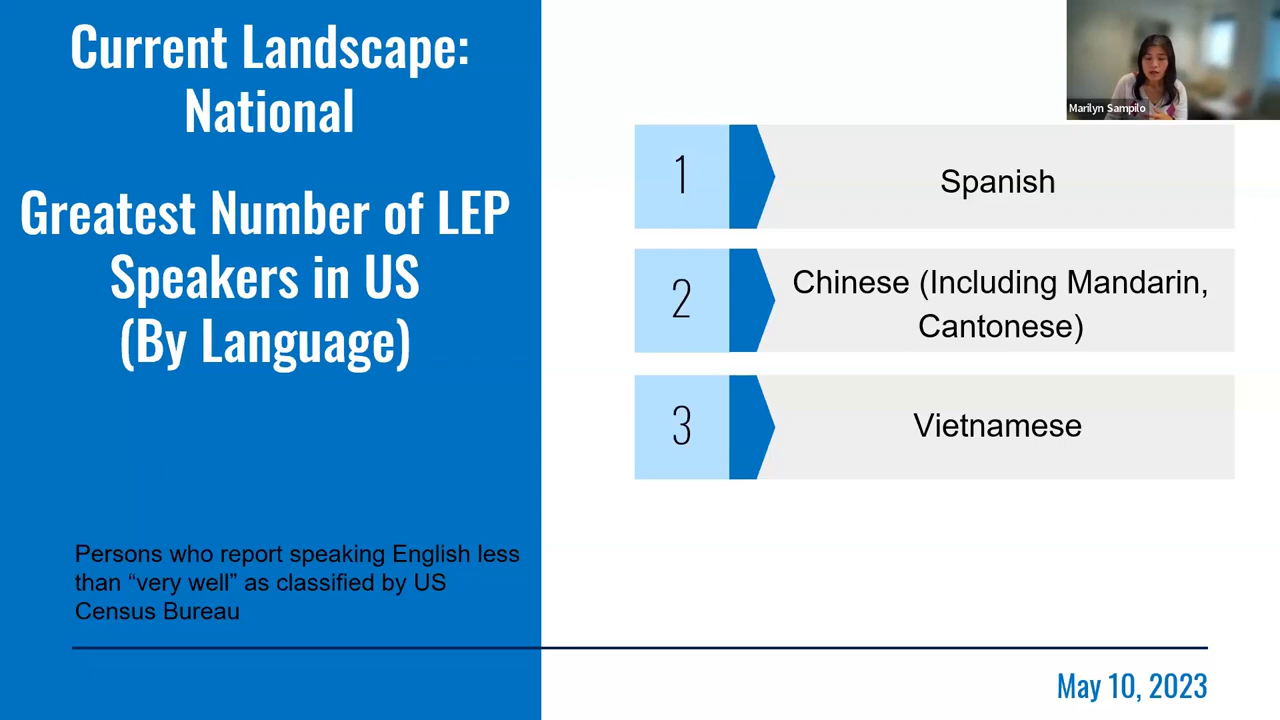 Current Landscape:
National
Greatest Number of LEP
Speakers in US
(By Language)
Persons who report speaking English less
than “very well” as classified by US
Census Bureau
Marilyn Sampilo
1
Spanish
2
Chinese (Including Mandarin,
Cantonese)
3
Vietnamese
May 10, 2023